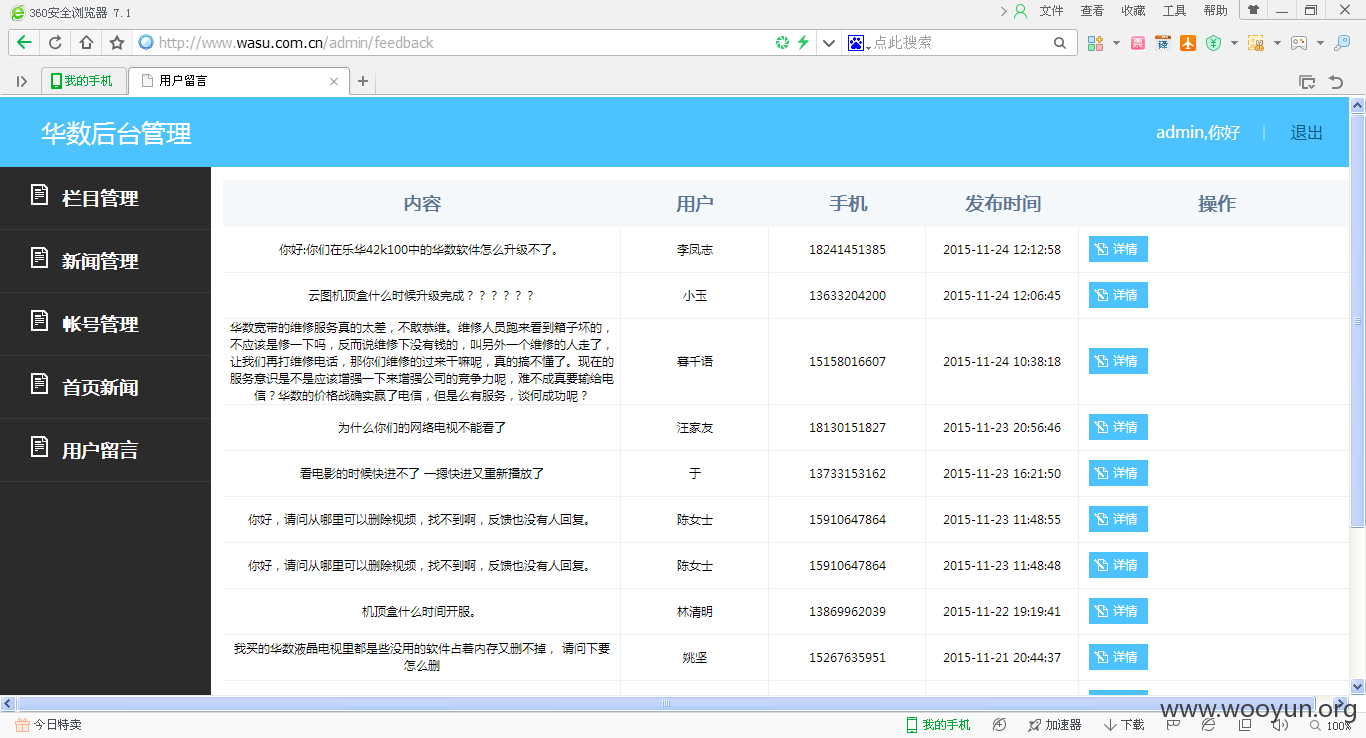 360安全浏览器 7.1
文件 查看 收藏 工具 帮助
http://www.wasu.com.cn/admin/feedback
点此搜索
我的手机
用户留言
华数后台管理
admin,你好 | 退出
栏目管理
新闻管理
帐号管理
首页新闻
用户留言
内容 用户 手机 发布时间 操作
你好:你们在乐华42k100中的华数软件怎么升级不了。 李凤志 18241451385 2015-11-24 12:12:58 详情
云图机顶盒什么时候升级完成？？？？？？ 小玉 13633204200 2015-11-24 12:06:45 详情
华数宽带的维修服务真的太差，不敢恭维。维修人员跑来看到箱子坏的，
不应该是修一下吗，反而说维修下没有钱的，叫另外一个维修的人走了，
让我们再打维修电话，那你们维修的过来干嘛呢，真的搞不懂了。现在的
服务意识是不是应该增强一下来增强公司的竞争力呢，难不成真要输给电
信？华数的价格战确实赢了电信，但是么有服务，谈何成功呢？
暮千语 15158016607 2015-11-24 10:38:18 详情
为什么你们的网络电视不能看了 汪家友 18130151827 2015-11-23 20:56:46 详情
看电影的时候快进不了 一摁快进又重新播放了 于 13733153162 2015-11-23 16:21:50 详情
你好，请问从哪里可以删除视频，找不到啊，反馈也没有人回复。 陈女士 15910647864 2015-11-23 11:48:55 详情
你好，请问从哪里可以删除视频，找不到啊，反馈也没有人回复。 陈女士 15910647864 2015-11-23 11:48:48 详情
机顶盒什么时间开服。 林清明 13869962039 2015-11-22 19:19:41 详情
我买的华数液晶电视里都是些没用的软件占着内存又删不掉， 请问下要
怎么删
姚坚 15267635951 2015-11-21 20:44:37 详情
www.wooyun.org
今日特卖
我的手机 加速器 下载 100%